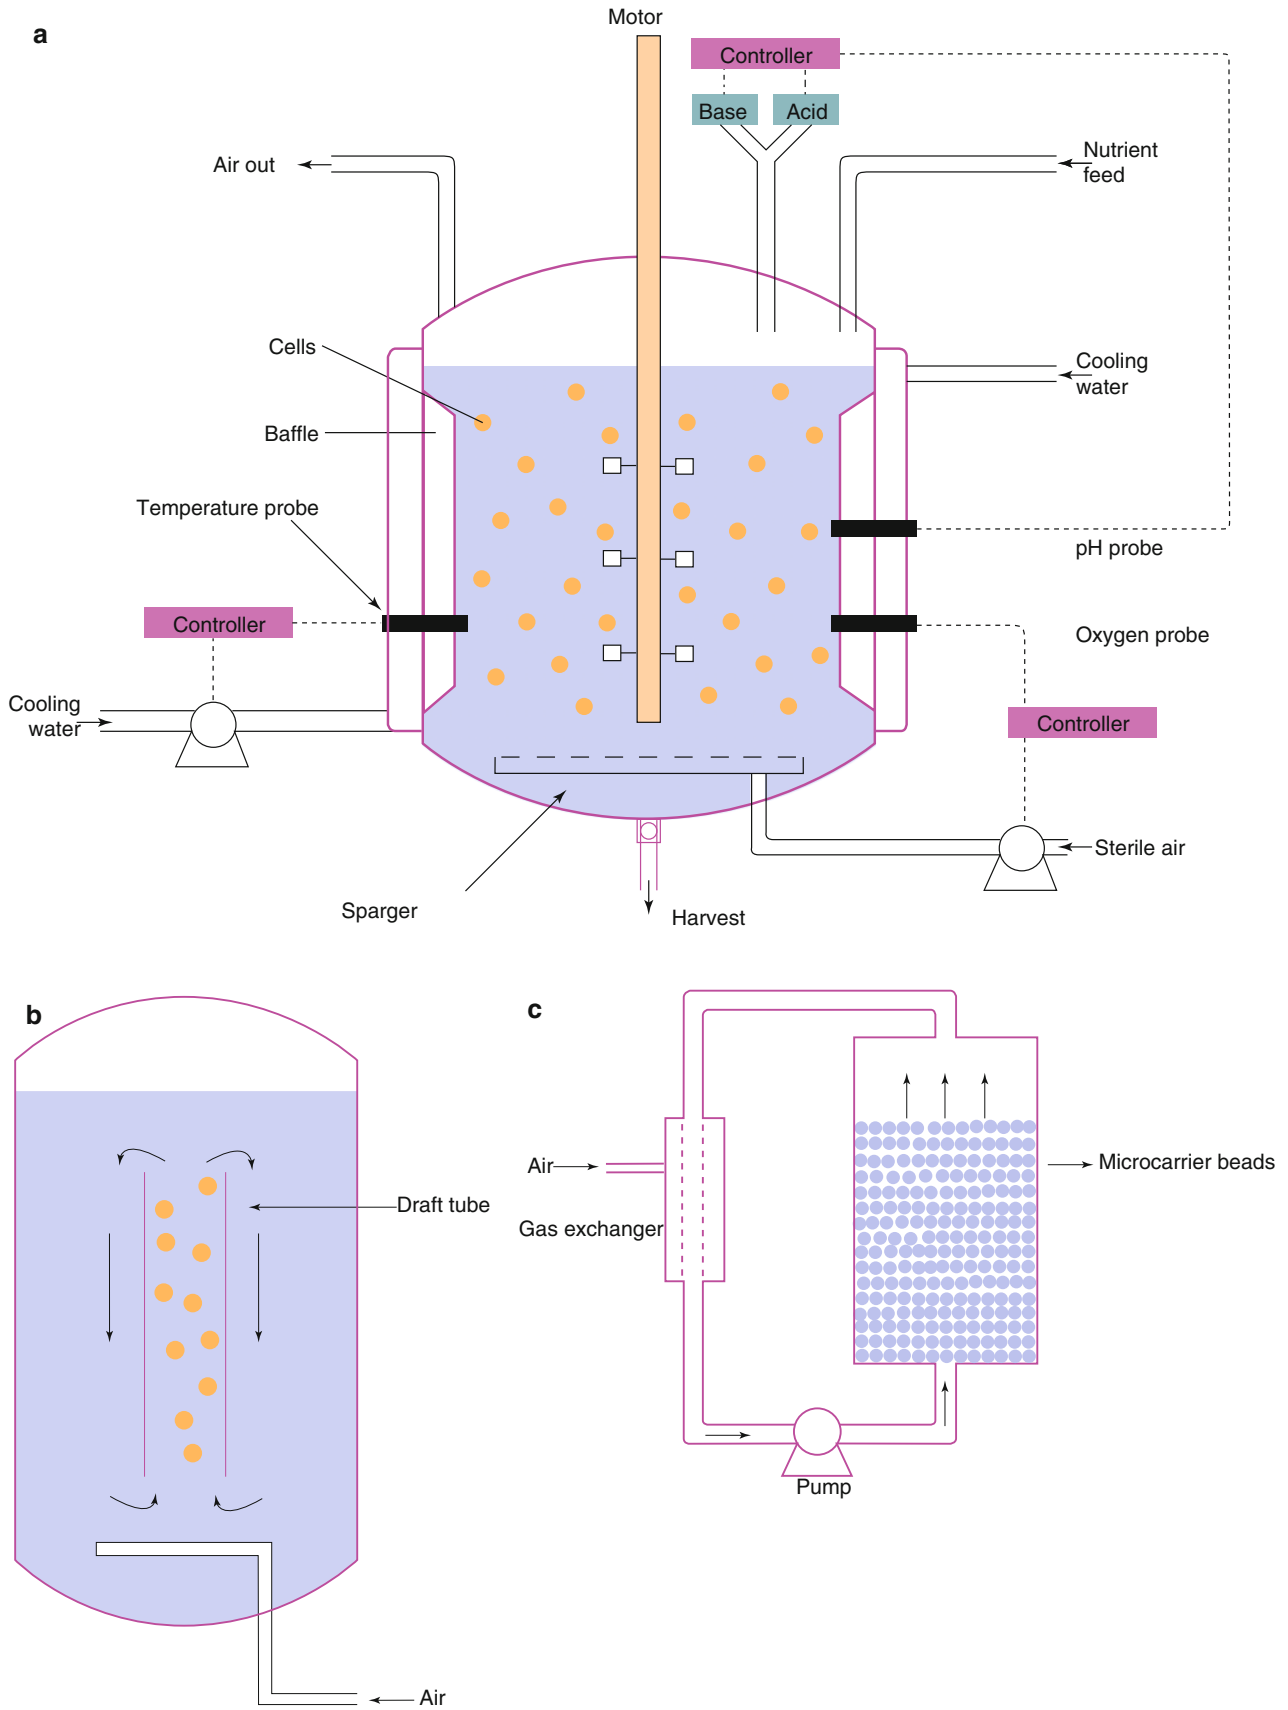 a
Motor
Controller
Base
Acid
Air out
Nutrient
feed
Cells
Cooling
water
Baffle
Temperature probe
pH probe
Controller
Oxygen probe
Cooling
water
Controller
Sterile air
Sparger
Harvest
b
Draft tube
Air
c
Air
Microcarrier beads
Gas exchanger
Pump